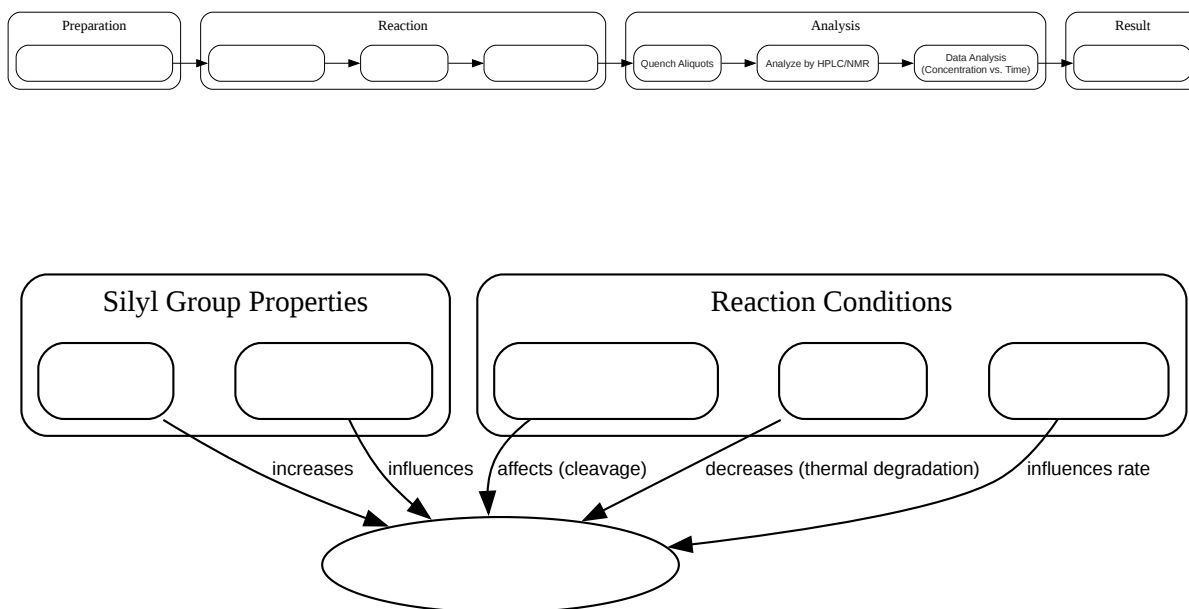 Preparation
Reaction
Analysis
Result
Quench Aliquots
Analyze by HPLC/NMR
Data Analysis
(Concentration vs. Time)
Silyl Group Properties
Reaction Conditions
increases
influences
affects (cleavage)
decreases (thermal degradation)
influences rate